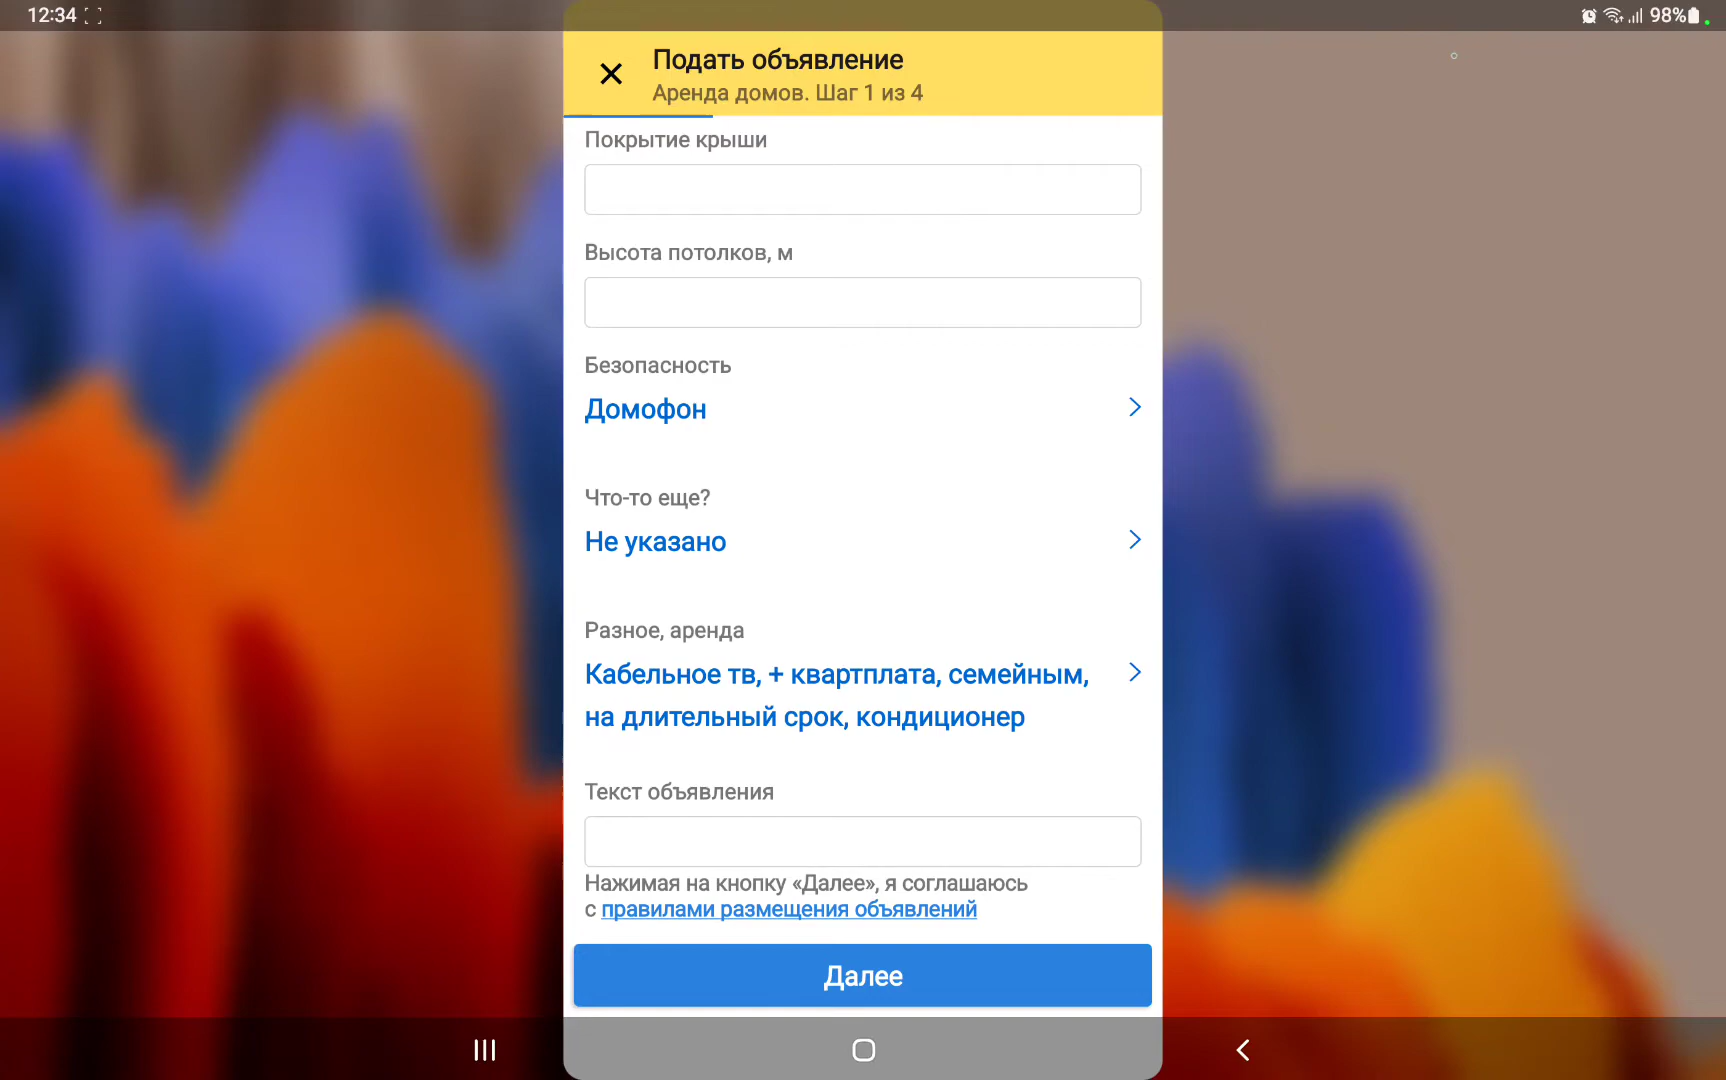 12:34
98%
Подать объявление
Аренда домов. Шаг 1 из 4
Покрытие крыши
Высота потолков, м
Безопасность
Домофон
Что-то еще?
Не указано
Разное, аренда
Кабельное тв, + квартплата, семейным,
на длительный срок, кондиционер
Текст объявления
Нажимая на кнопку «Далее», я соглашаюсь
с правилами размещения объявлений
Далее